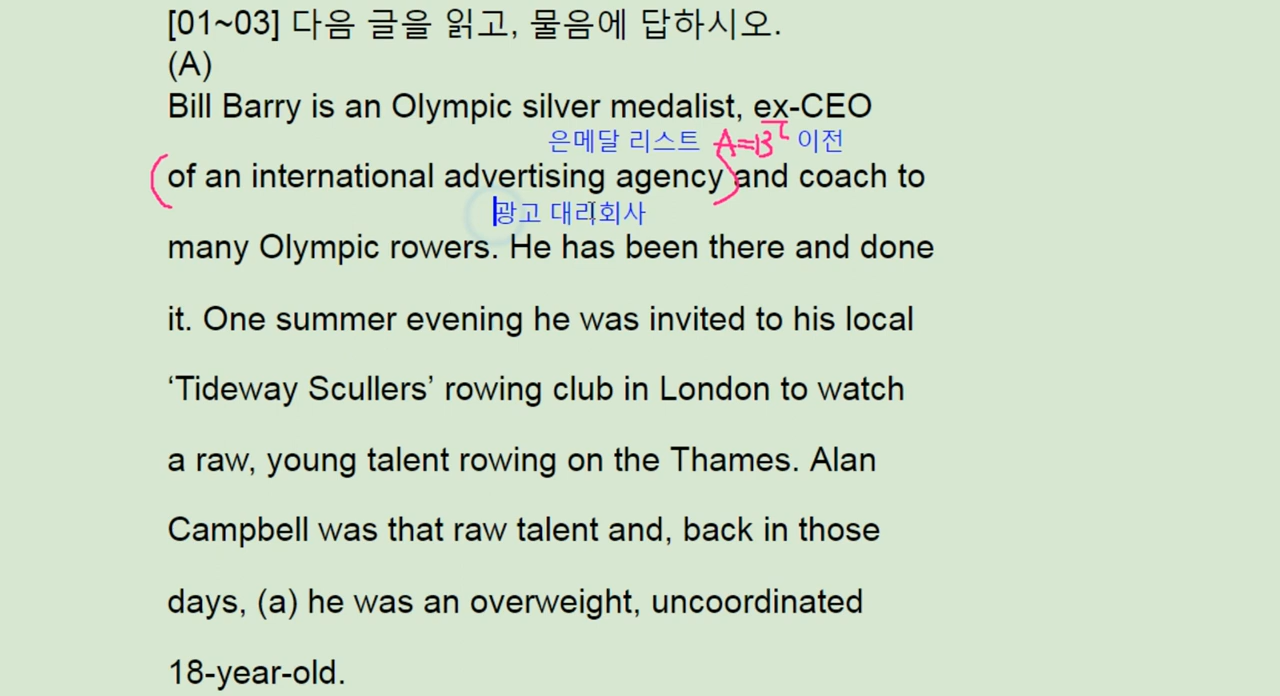 [01~03] 다음 글을 읽고, 물음에 답하시오.
(A)
Bill Barry is an Olympic silver medalist, ex-CEO
은메달 리스트 A=B 이전
(of an international advertising agency) and coach to
광고 대리회사
many Olympic rowers. He has been there and done
it. One summer evening he was invited to his local
‘Tideway Scullers’ rowing club in London to watch
a raw, young talent rowing on the Thames. Alan
Campbell was that raw talent and, back in those
days, (a) he was an overweight, uncoordinated
18-year-old.